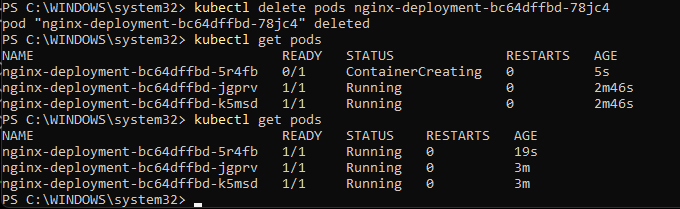 PS C:\WINDOWS\system32> kubectl delete pods nginx-deployment-bc64dffbd-78jc4
pod "nginx-deployment-bc64dffbd-78jc4" deleted
PS C:\WINDOWS\system32> kubectl get pods
NAME READY STATUS RESTARTS AGE
nginx-deployment-bc64dffbd-5r4fb 0/1 ContainerCreating 0 5s
nginx-deployment-bc64dffbd-jgprv 1/1 Running 0 2m46s
nginx-deployment-bc64dffbd-k5msd 1/1 Running 0 2m46s
PS C:\WINDOWS\system32> kubectl get pods
NAME READY STATUS RESTARTS AGE
nginx-deployment-bc64dffbd-5r4fb 1/1 Running 0 19s
nginx-deployment-bc64dffbd-jgprv 1/1 Running 0 3m
nginx-deployment-bc64dffbd-k5msd 1/1 Running 0 3m
PS C:\WINDOWS\system32>